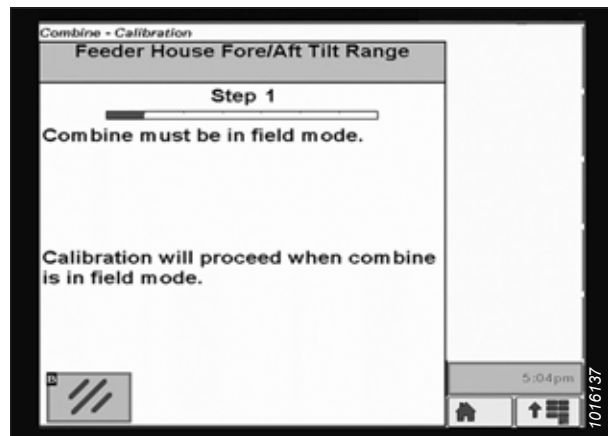 Combine - Calibration
Feeder House Fore/Aft Tilt Range
Step 1
Combine must be in field mode.
Calibration will proceed when combine
is in field mode.
B
5:04pm
1016137